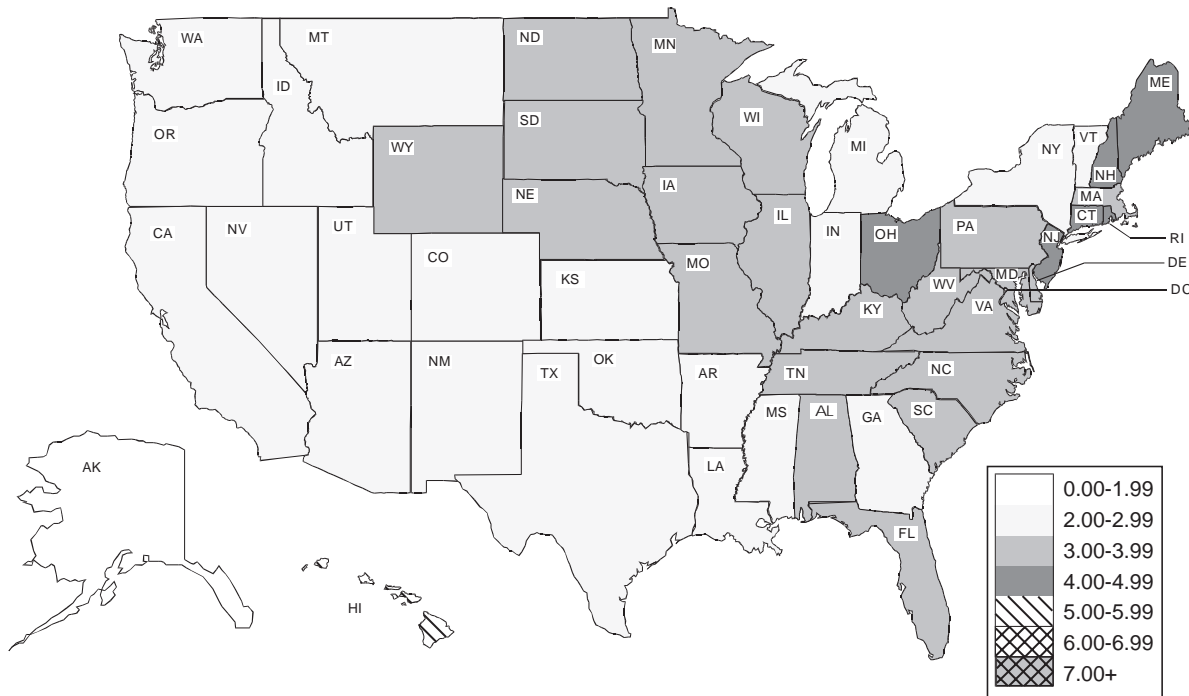 WA
MT
ND
MN
ME
ID
OR
SD
WI
VT
NY
MI
WY
NH
NE
IA
MA
CT
IL
IN
OH
PA
NJ
RI
CA
NV
UT
CO
KS
MO
WV
MD
DE
VA
DC
KY
AZ
NM
OK
TX
AR
TN
NC
MS
AL
GA
SC
LA
AK
FL
HI
0.00-1.99
2.00-2.99
3.00-3.99
4.00-4.99
5.00-5.99
6.00-6.99
7.00+